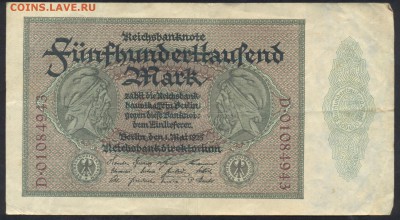 COINS.LAVE.RU
Reichsbanknote
Fünfhunderttausend
Mark
zahlt die Reichsbank-
hauptkasse in Berlin
gegen diese Banknote
dem Einlieferer.
Berlin, den 1. Mai 1923
Reichsbankdirektorium
D·01084943
D·01084943